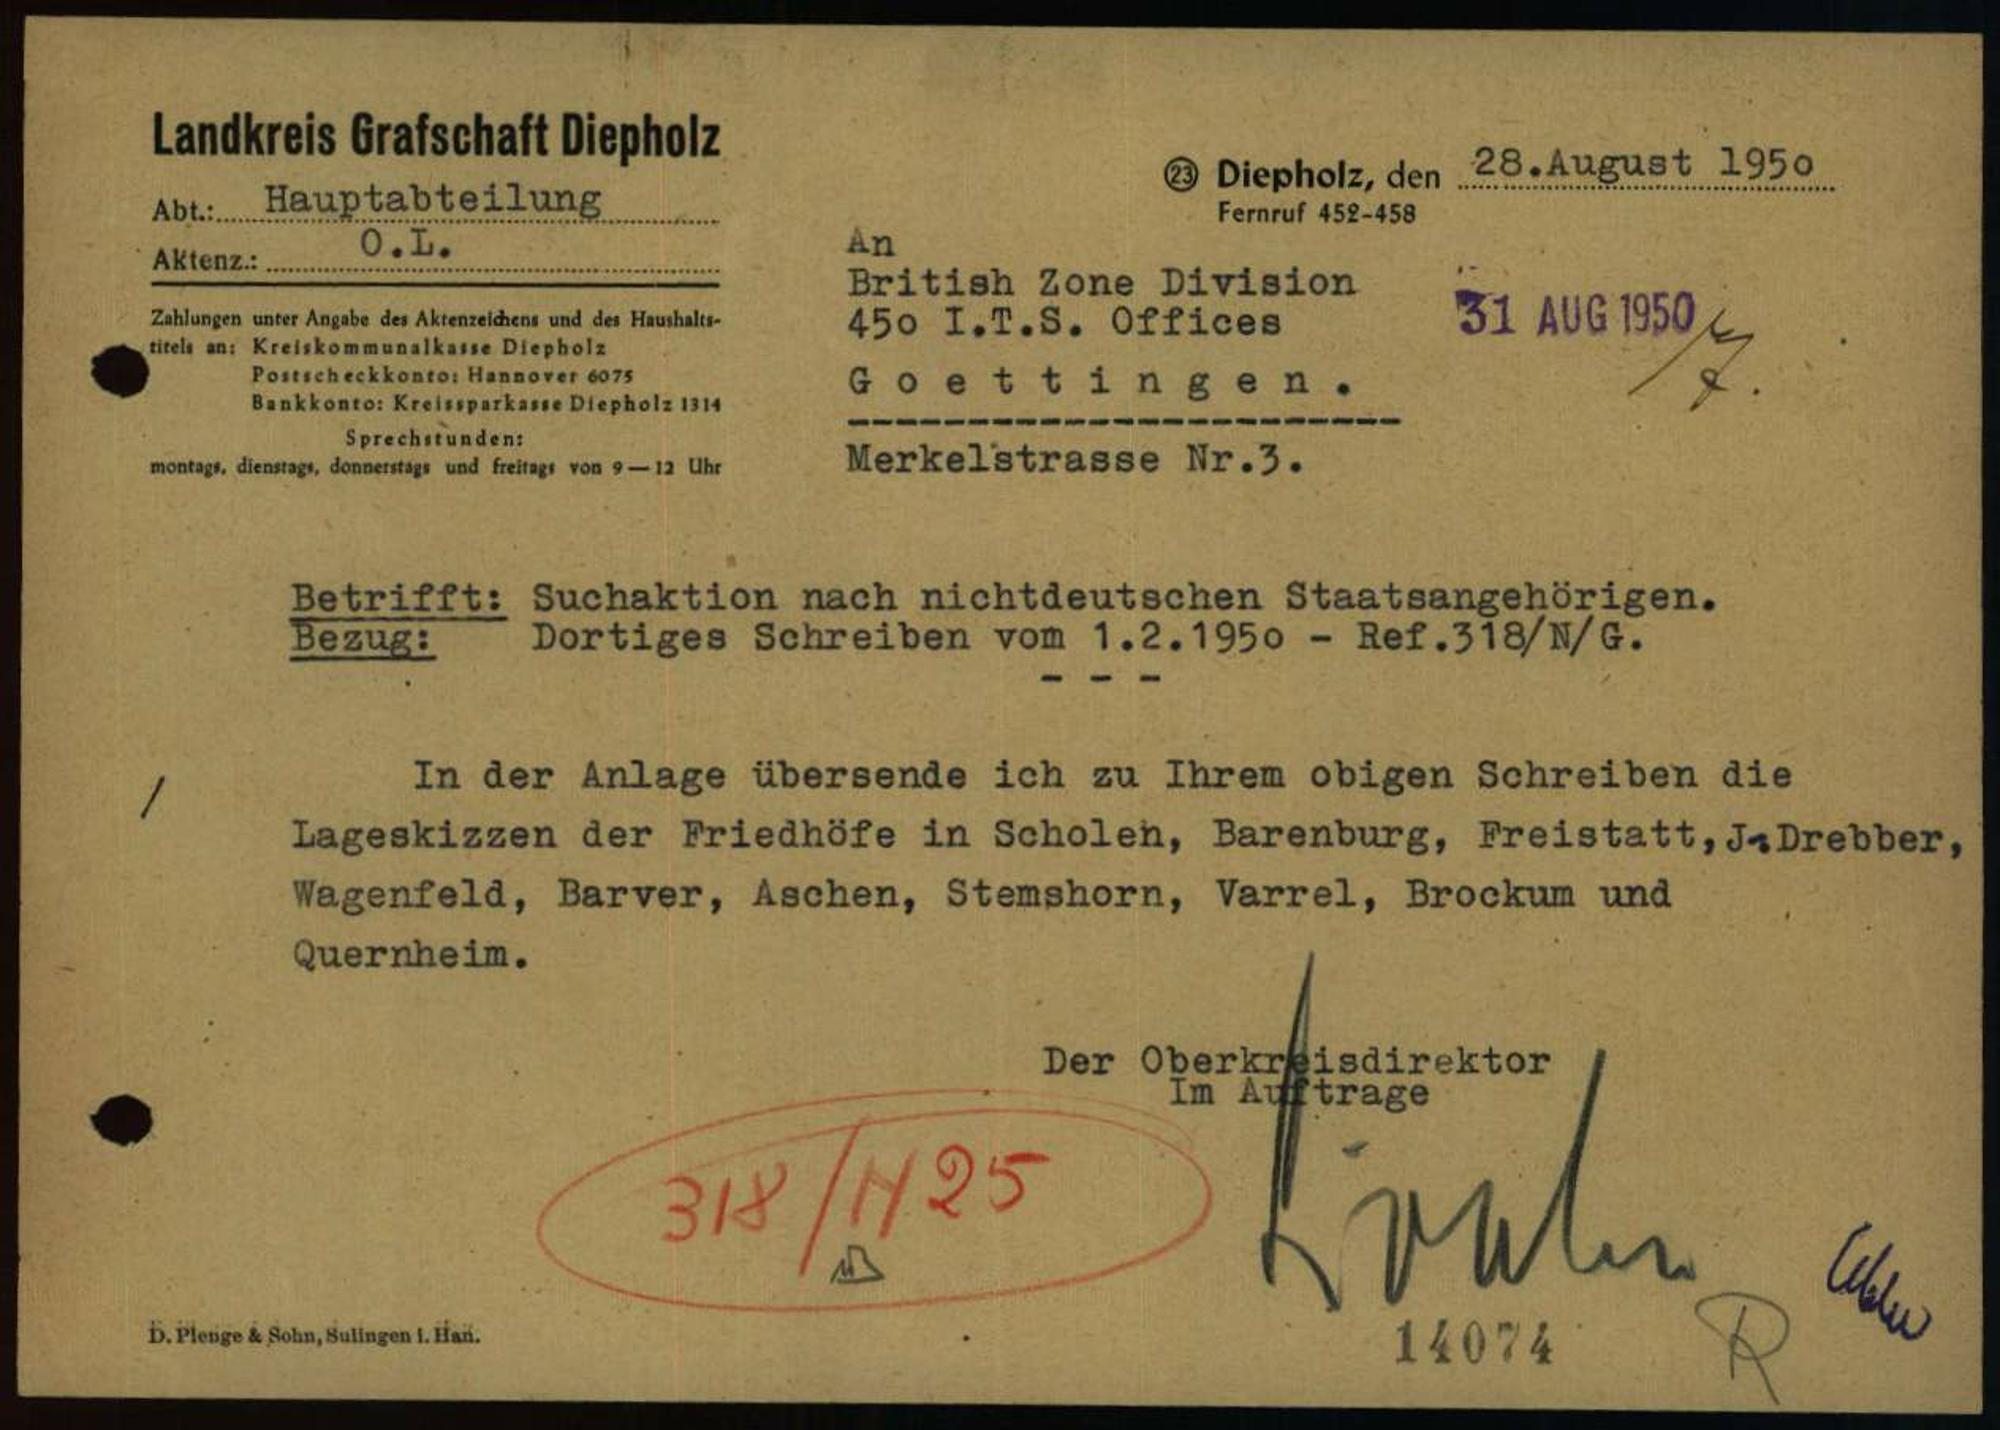 Landkreis Grafschaft Diepholz
Abt.: Hauptabteilung
Aktenz.: O.L.
Zahlungen unter Angabe des Aktenzeichens und des Haushalts-
titels an: Kreiskommunalkasse Diepholz
Postscheckkonto: Hannover 6075
Bankkonto: Kreissparkasse Diepholz 1314
Sprechstunden:
montags, dienstags, donnerstags und freitags von 9—12 Uhr
23 Diepholz, den 28.August 195o
Fernruf 452-458
An
British Zone Division
45o I.T.S. Offices
Goettingen.
Merkelstrasse Nr.3.
31 AUG 1950
Betrifft: Suchaktion nach nichtdeutschen Staatsangehörigen.
Bezug: Dortiges Schreiben vom 1.2.195o - Ref.318/N/G.
- - -
In der Anlage übersende ich zu Ihrem obigen Schreiben die
Lageskizzen der Friedhöfe in Scholen, Barenburg, Freistatt, Drebber,
Wagenfeld, Barver, Aschen, Stemshorn, Varrel, Brockum und
Quernheim.
Der Oberkreisdirektor
Im Auftrage
318/H25
14074
R
D. Plenge & Sohn, Sulingen i. Han.